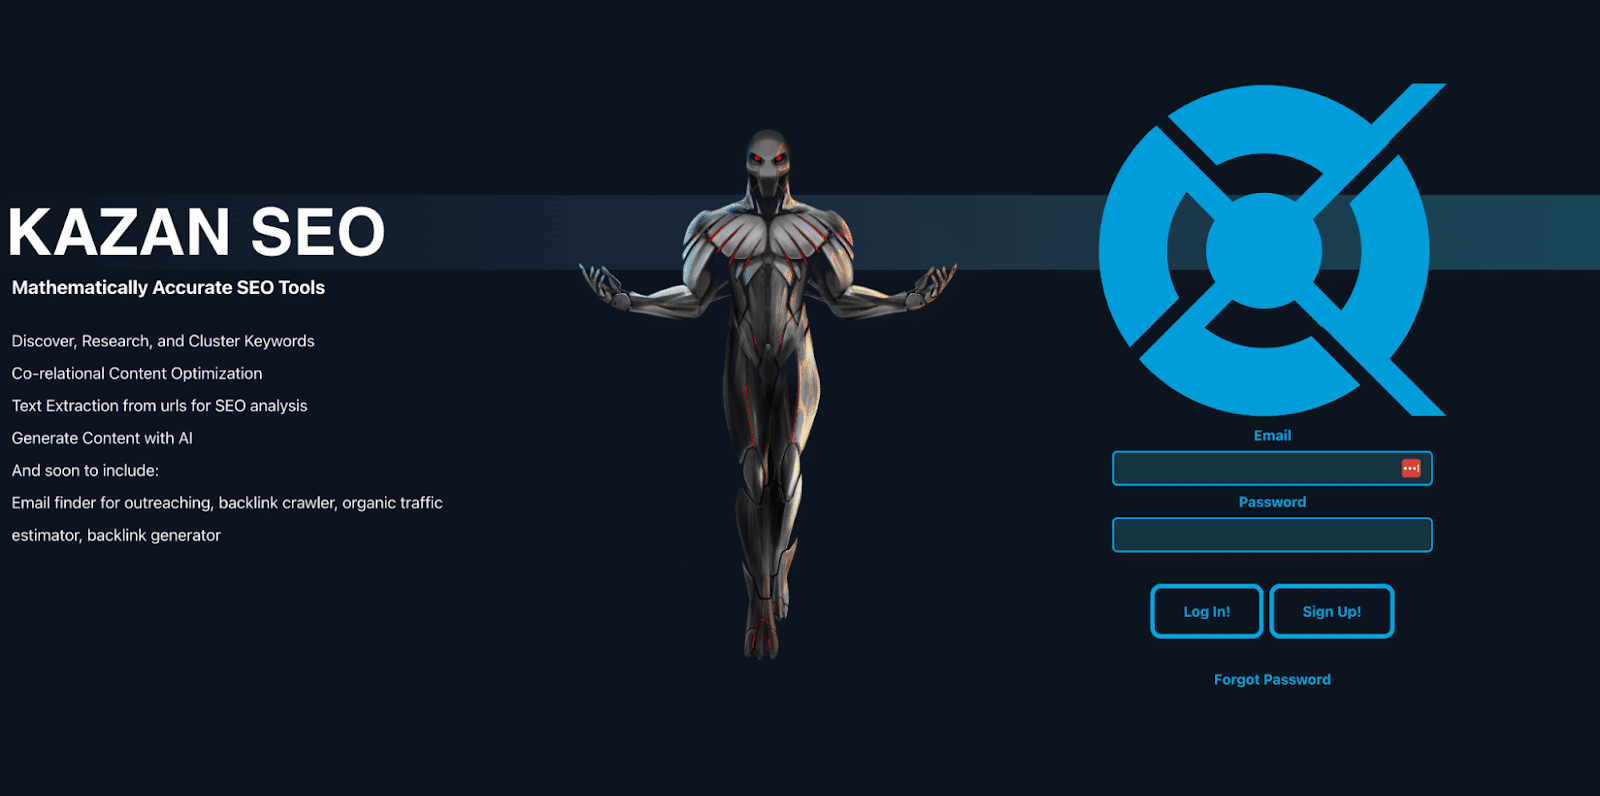 KAZAN SEO
Mathematically Accurate SEO Tools
Discover, Research, and Cluster Keywords
Co-relational Content Optimization
Text Extraction from urls for SEO analysis
Generate Content with AI
And soon to include:
Email finder for outreaching, backlink crawler, organic traffic
estimator, backlink generator
Email
Password
Log In!
Sign Up!
Forgot Password